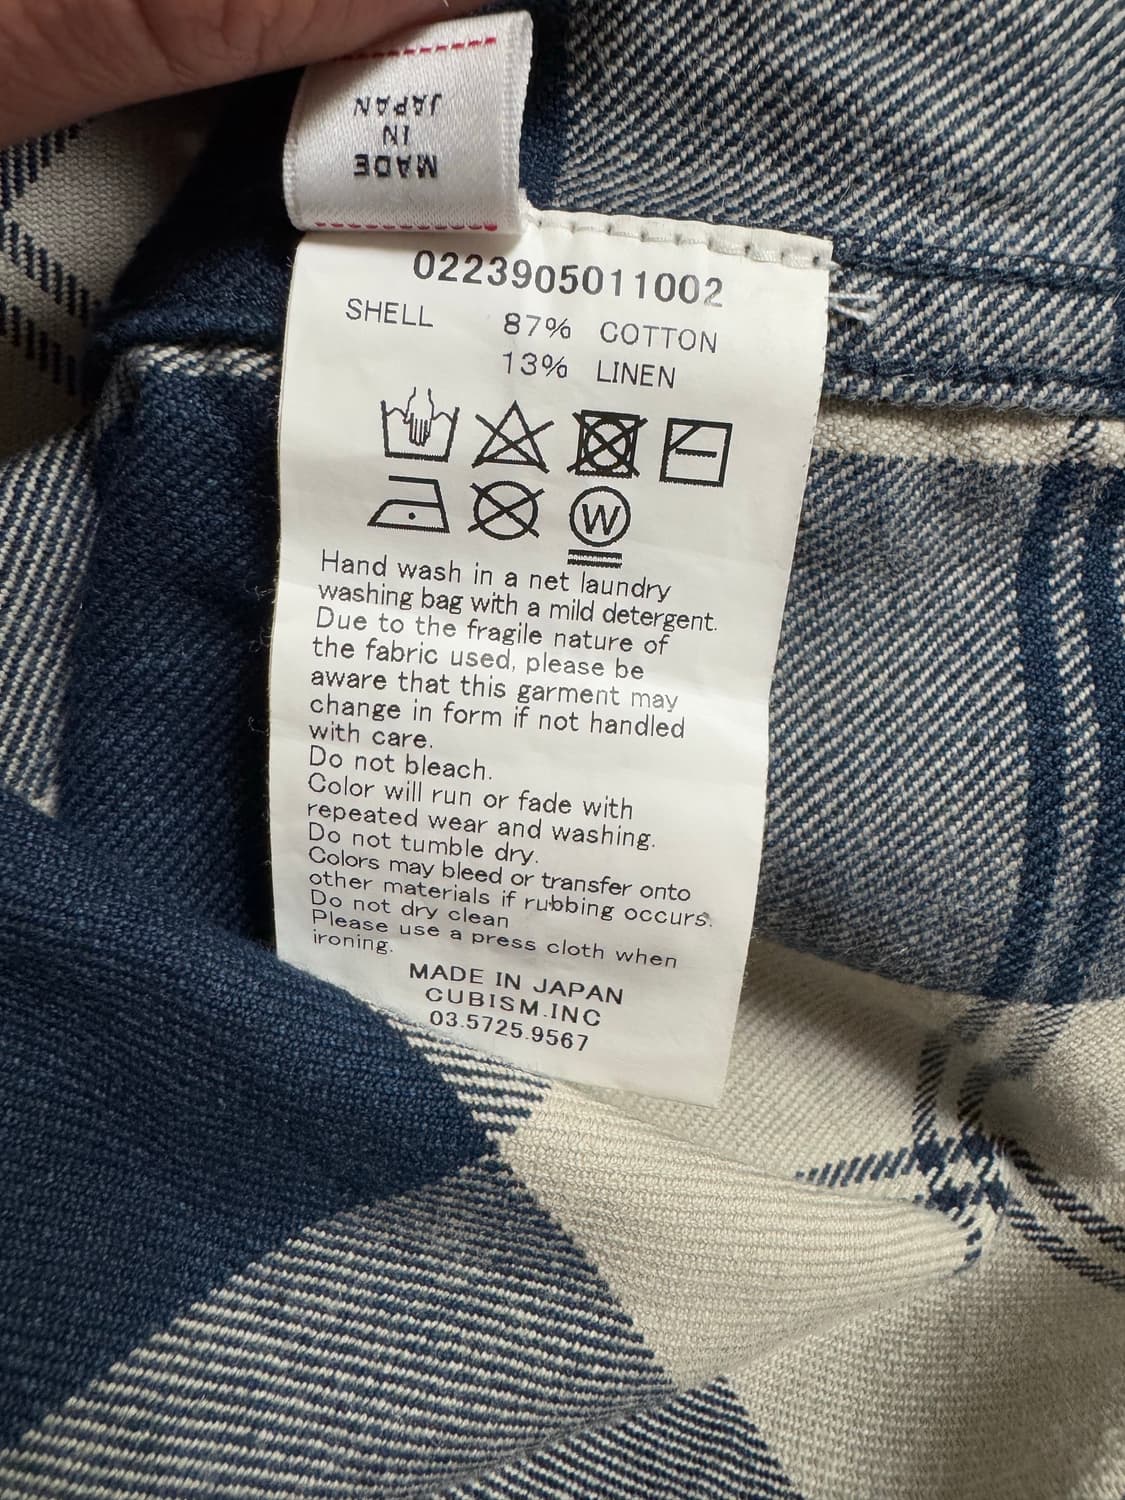 MADE
IN
JAPAN
0223905011002
SHELL 87% COTTON
13% LINEN
W
Hand wash in a net laundry
washing bag with a mild detergent.
Due to the fragile nature of
the fabric used, please be
aware that this garment may
change in form if not handled
with care.
Do not bleach.
Color will run or fade with
repeated wear and washing.
Do not tumble dry.
Colors may bleed or transfer onto
other materials if rubbing occurs.
Do not dry clean
Please use a press cloth when
ironing.
MADE IN JAPAN
CUBISM.INC
03.5725.9567